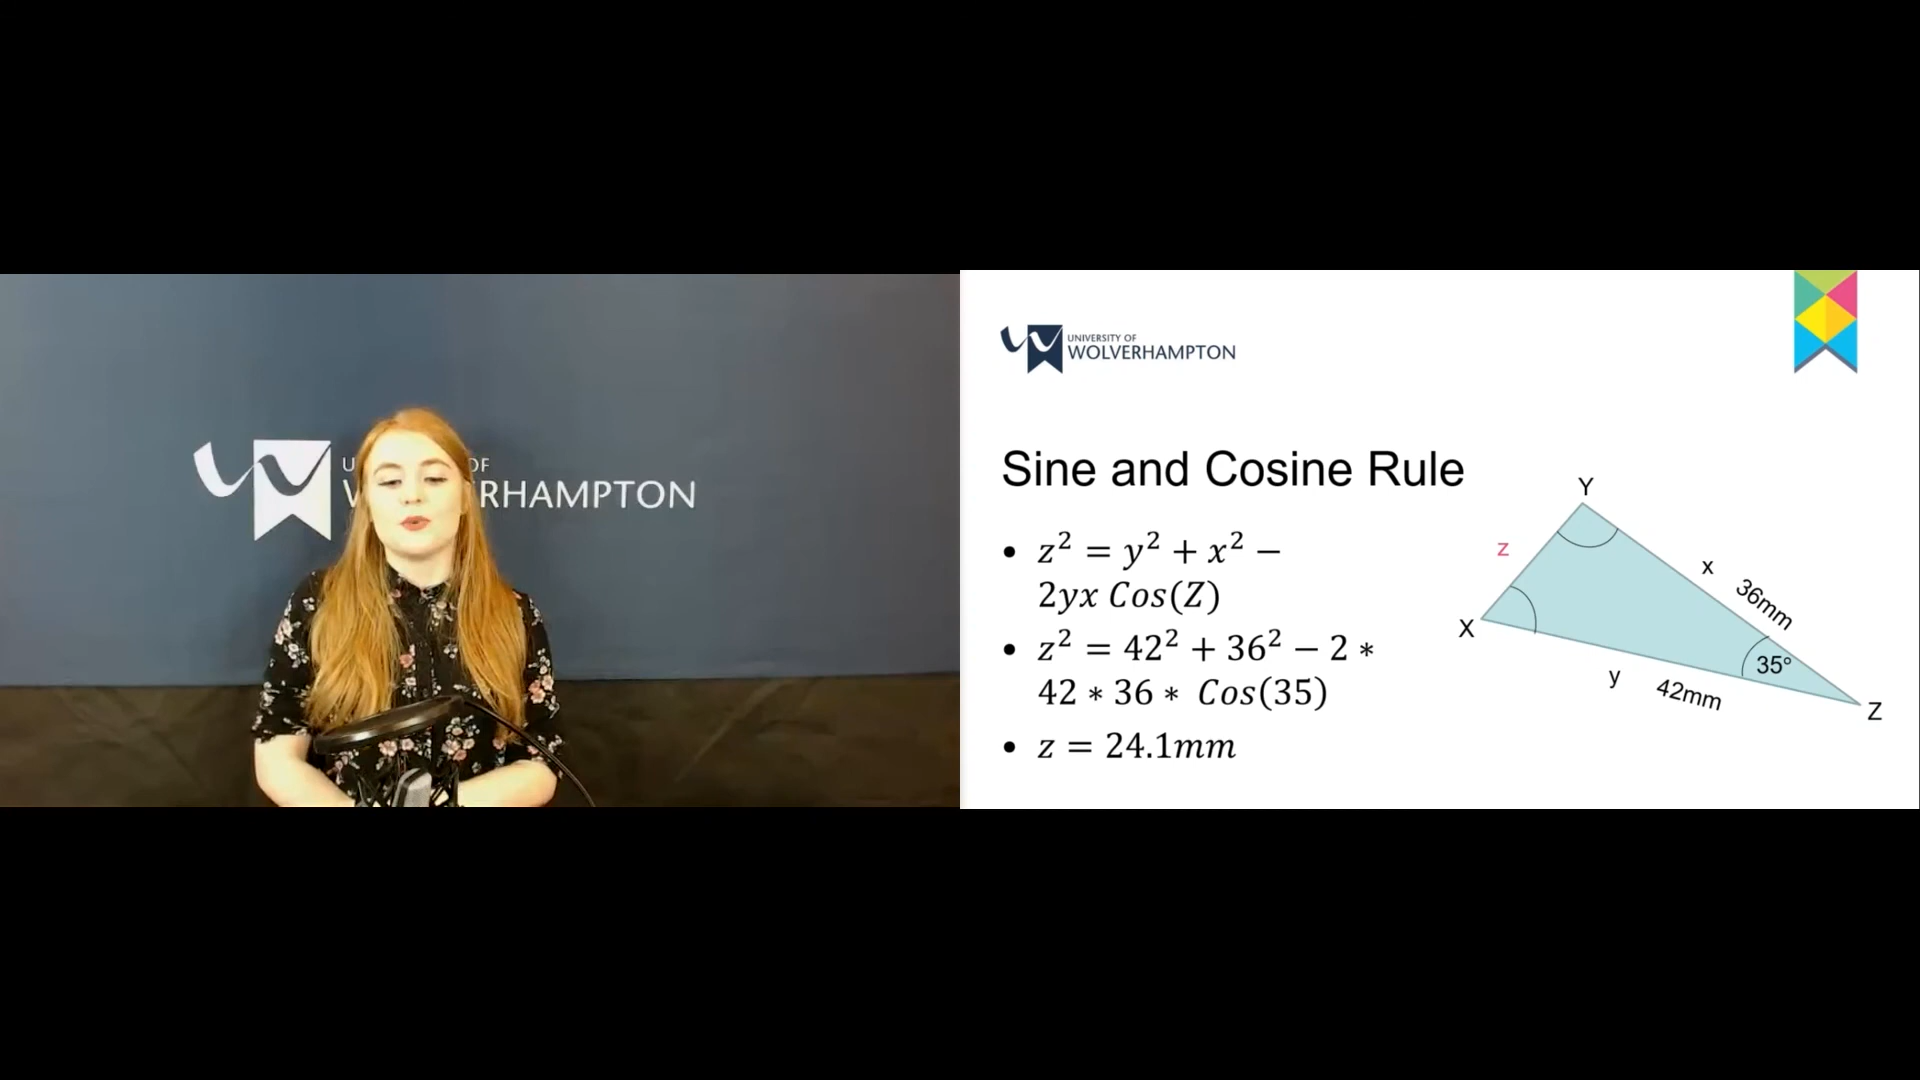 U OF
W RHAMPTON
UNIVERSITY OF
WOLVERHAMPTON
Sine and Cosine Rule
• z² = y² + x² −
2yx Cos(Z)
• z² = 42² + 36² − 2 ∗
42 ∗ 36 ∗ Cos(35)
• z = 24.1mm
Y
z
x
36mm
X
35°
y
42mm
Z